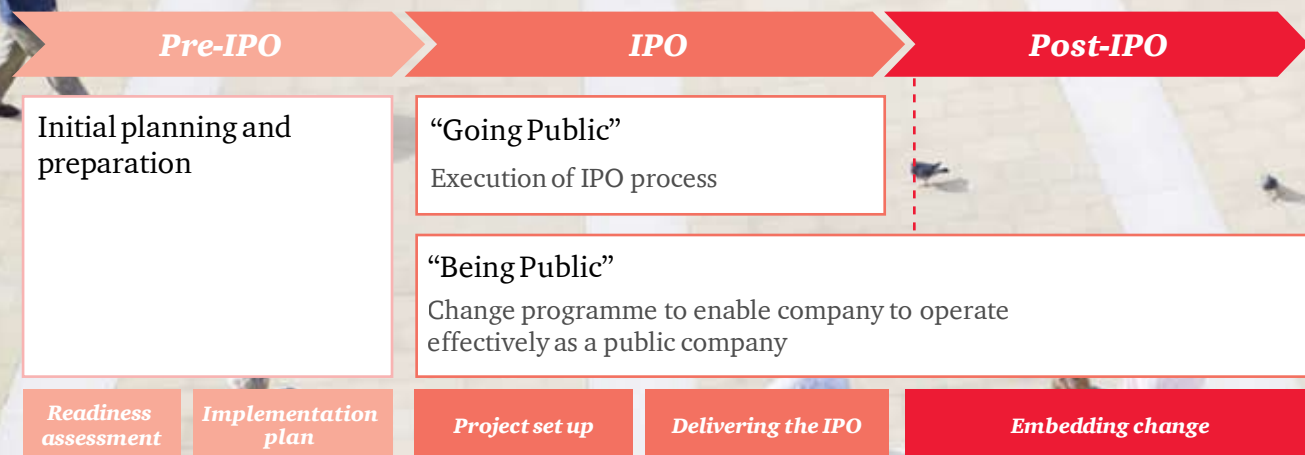 Pre-IPO
IPO
Post-IPO
Initial planning and
preparation
“Going Public”
Execution of IPO process
“Being Public”
Change programme to enable company to operate
effectively as a public company
Readiness
assessment
Implementation
plan
Project set up
Delivering the IPO
Embedding change